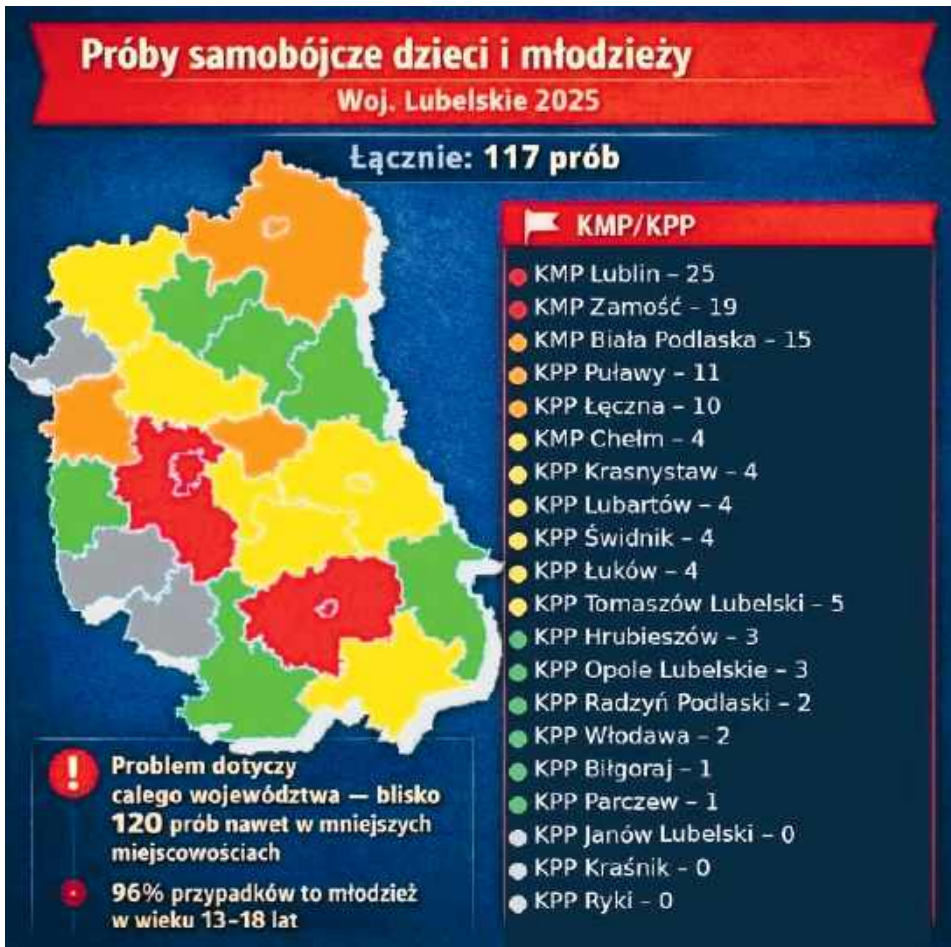 Próby samobójcze dzieci i młodzieży
Woj. Lubelskie 2025
Łącznie: 117 prób
KMP/KPP
KMP Lublin – 25
KMP Zamość – 19
KMP Biała Podlaska – 15
KPP Puławy – 11
KPP Łęczna – 10
KMP Chełm – 4
KPP Krasnystaw – 4
KPP Lubartów – 4
KPP Świdnik – 4
KPP Łuków – 4
KPP Tomaszów Lubelski – 5
KPP Hrubieszów – 3
KPP Opole Lubelskie – 3
KPP Radzyń Podlaski – 2
KPP Włodawa – 2
KPP Biłgoraj – 1
KPP Parczew – 1
KPP Janów Lubelski – 0
KPP Kraśnik – 0
KPP Ryki – 0
! Problem dotyczy
calego województwa — blisko
120 prób nawet w mniejszych
miejscowościach
96% przypadków to młodzież
w wieku 13–18 lat